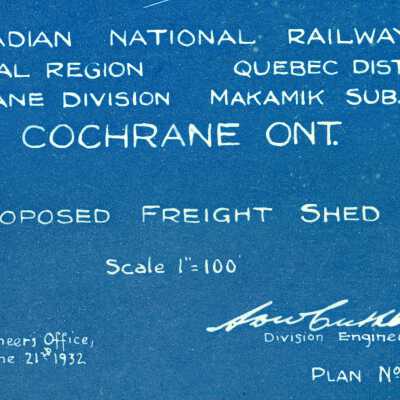 ADIAN NATIONAL RAILWAY
AL REGION QUEBEC DIST
ANE DIVISION MAKAMIK SUB.
COCHRANE ONT.
OPOSED FREIGHT SHED
Scale 1"=100'
Division Engine
neers Office,
ne 21st 1932
PLAN No